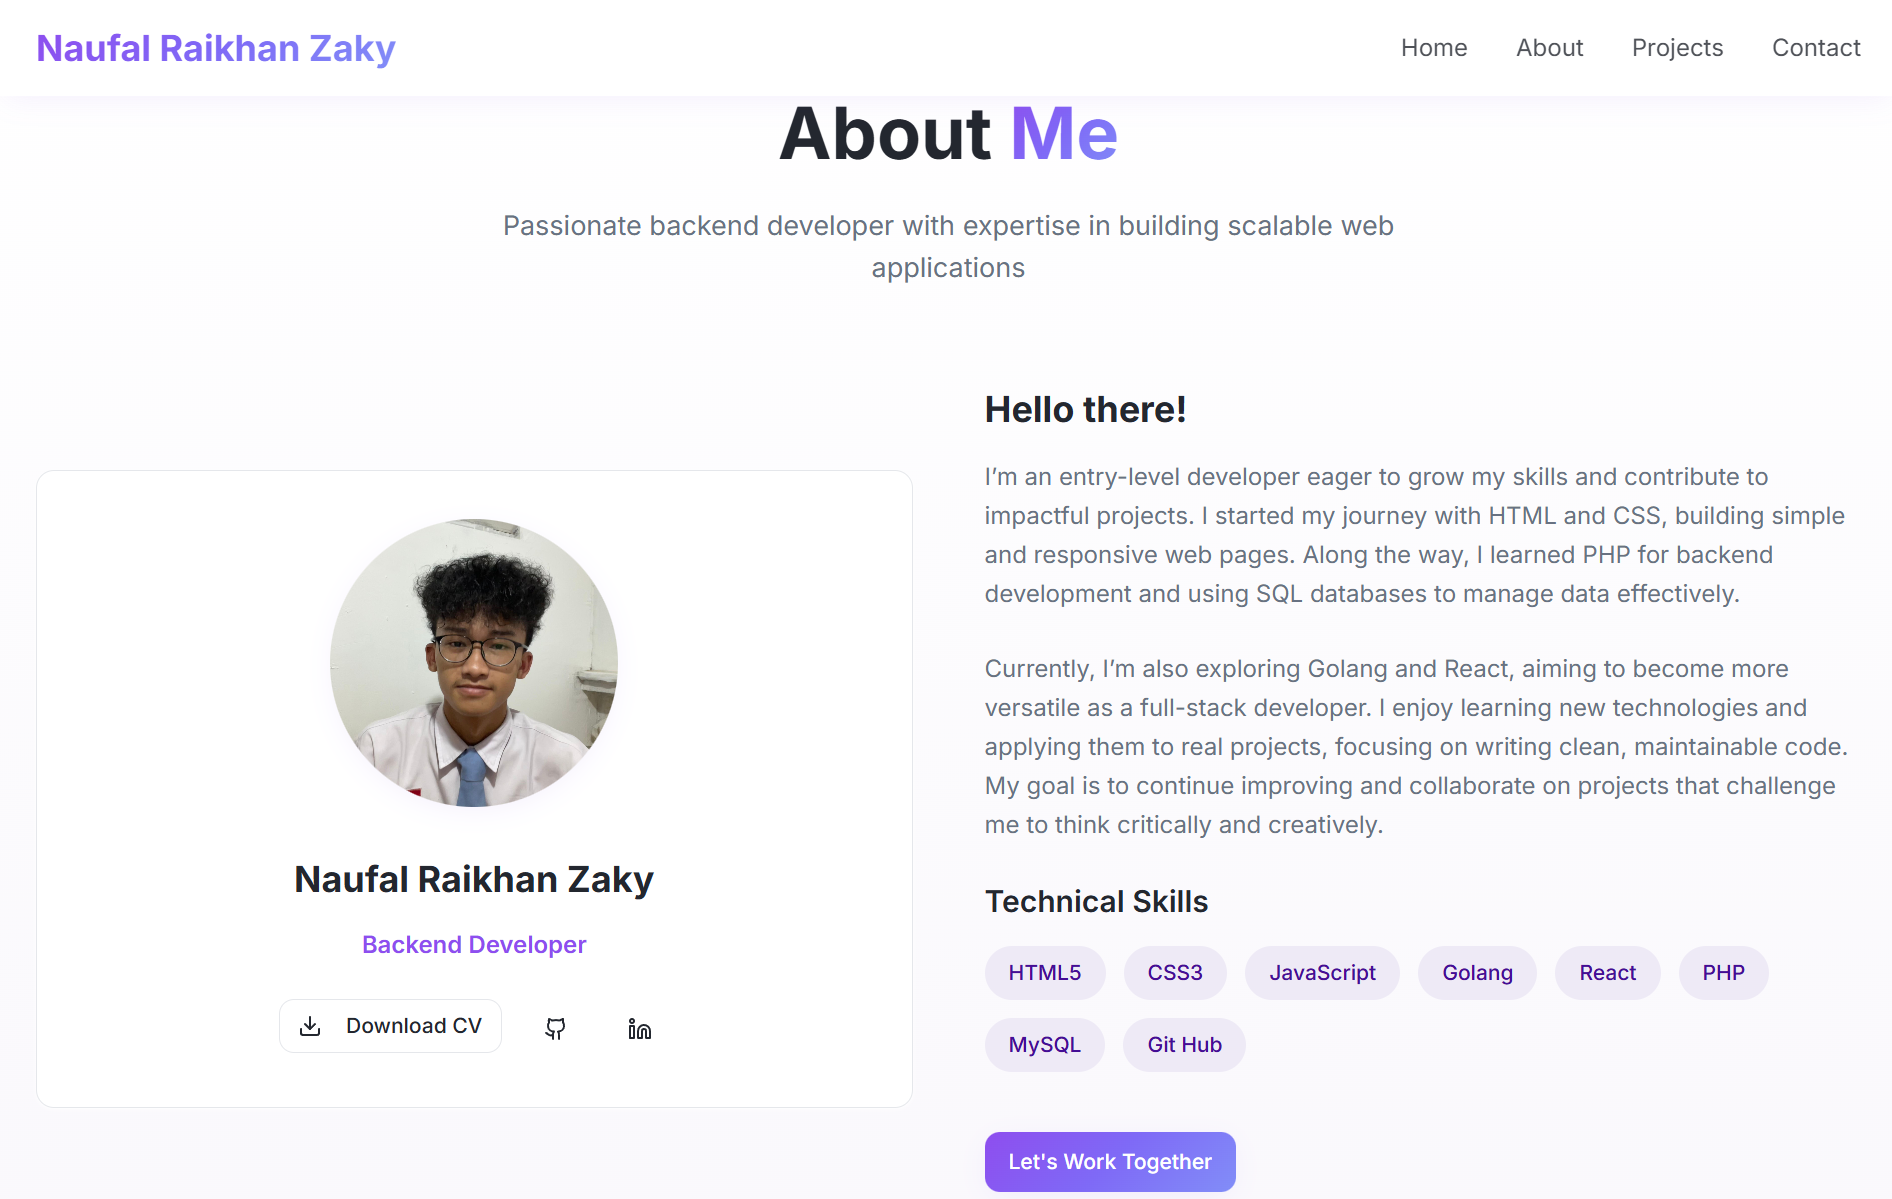 Naufal Raikhan Zaky
Home
About
Projects
Contact
About Me
Passionate backend developer with expertise in building scalable web
applications
Naufal Raikhan Zaky
Backend Developer
Download CV
Hello there!
I’m an entry-level developer eager to grow my skills and contribute to
impactful projects. I started my journey with HTML and CSS, building simple
and responsive web pages. Along the way, I learned PHP for backend
development and using SQL databases to manage data effectively.
Currently, I’m also exploring Golang and React, aiming to become more
versatile as a full-stack developer. I enjoy learning new technologies and
applying them to real projects, focusing on writing clean, maintainable code.
My goal is to continue improving and collaborate on projects that challenge
me to think critically and creatively.
Technical Skills
HTML5
CSS3
JavaScript
Golang
React
PHP
MySQL
Git Hub
Let's Work Together